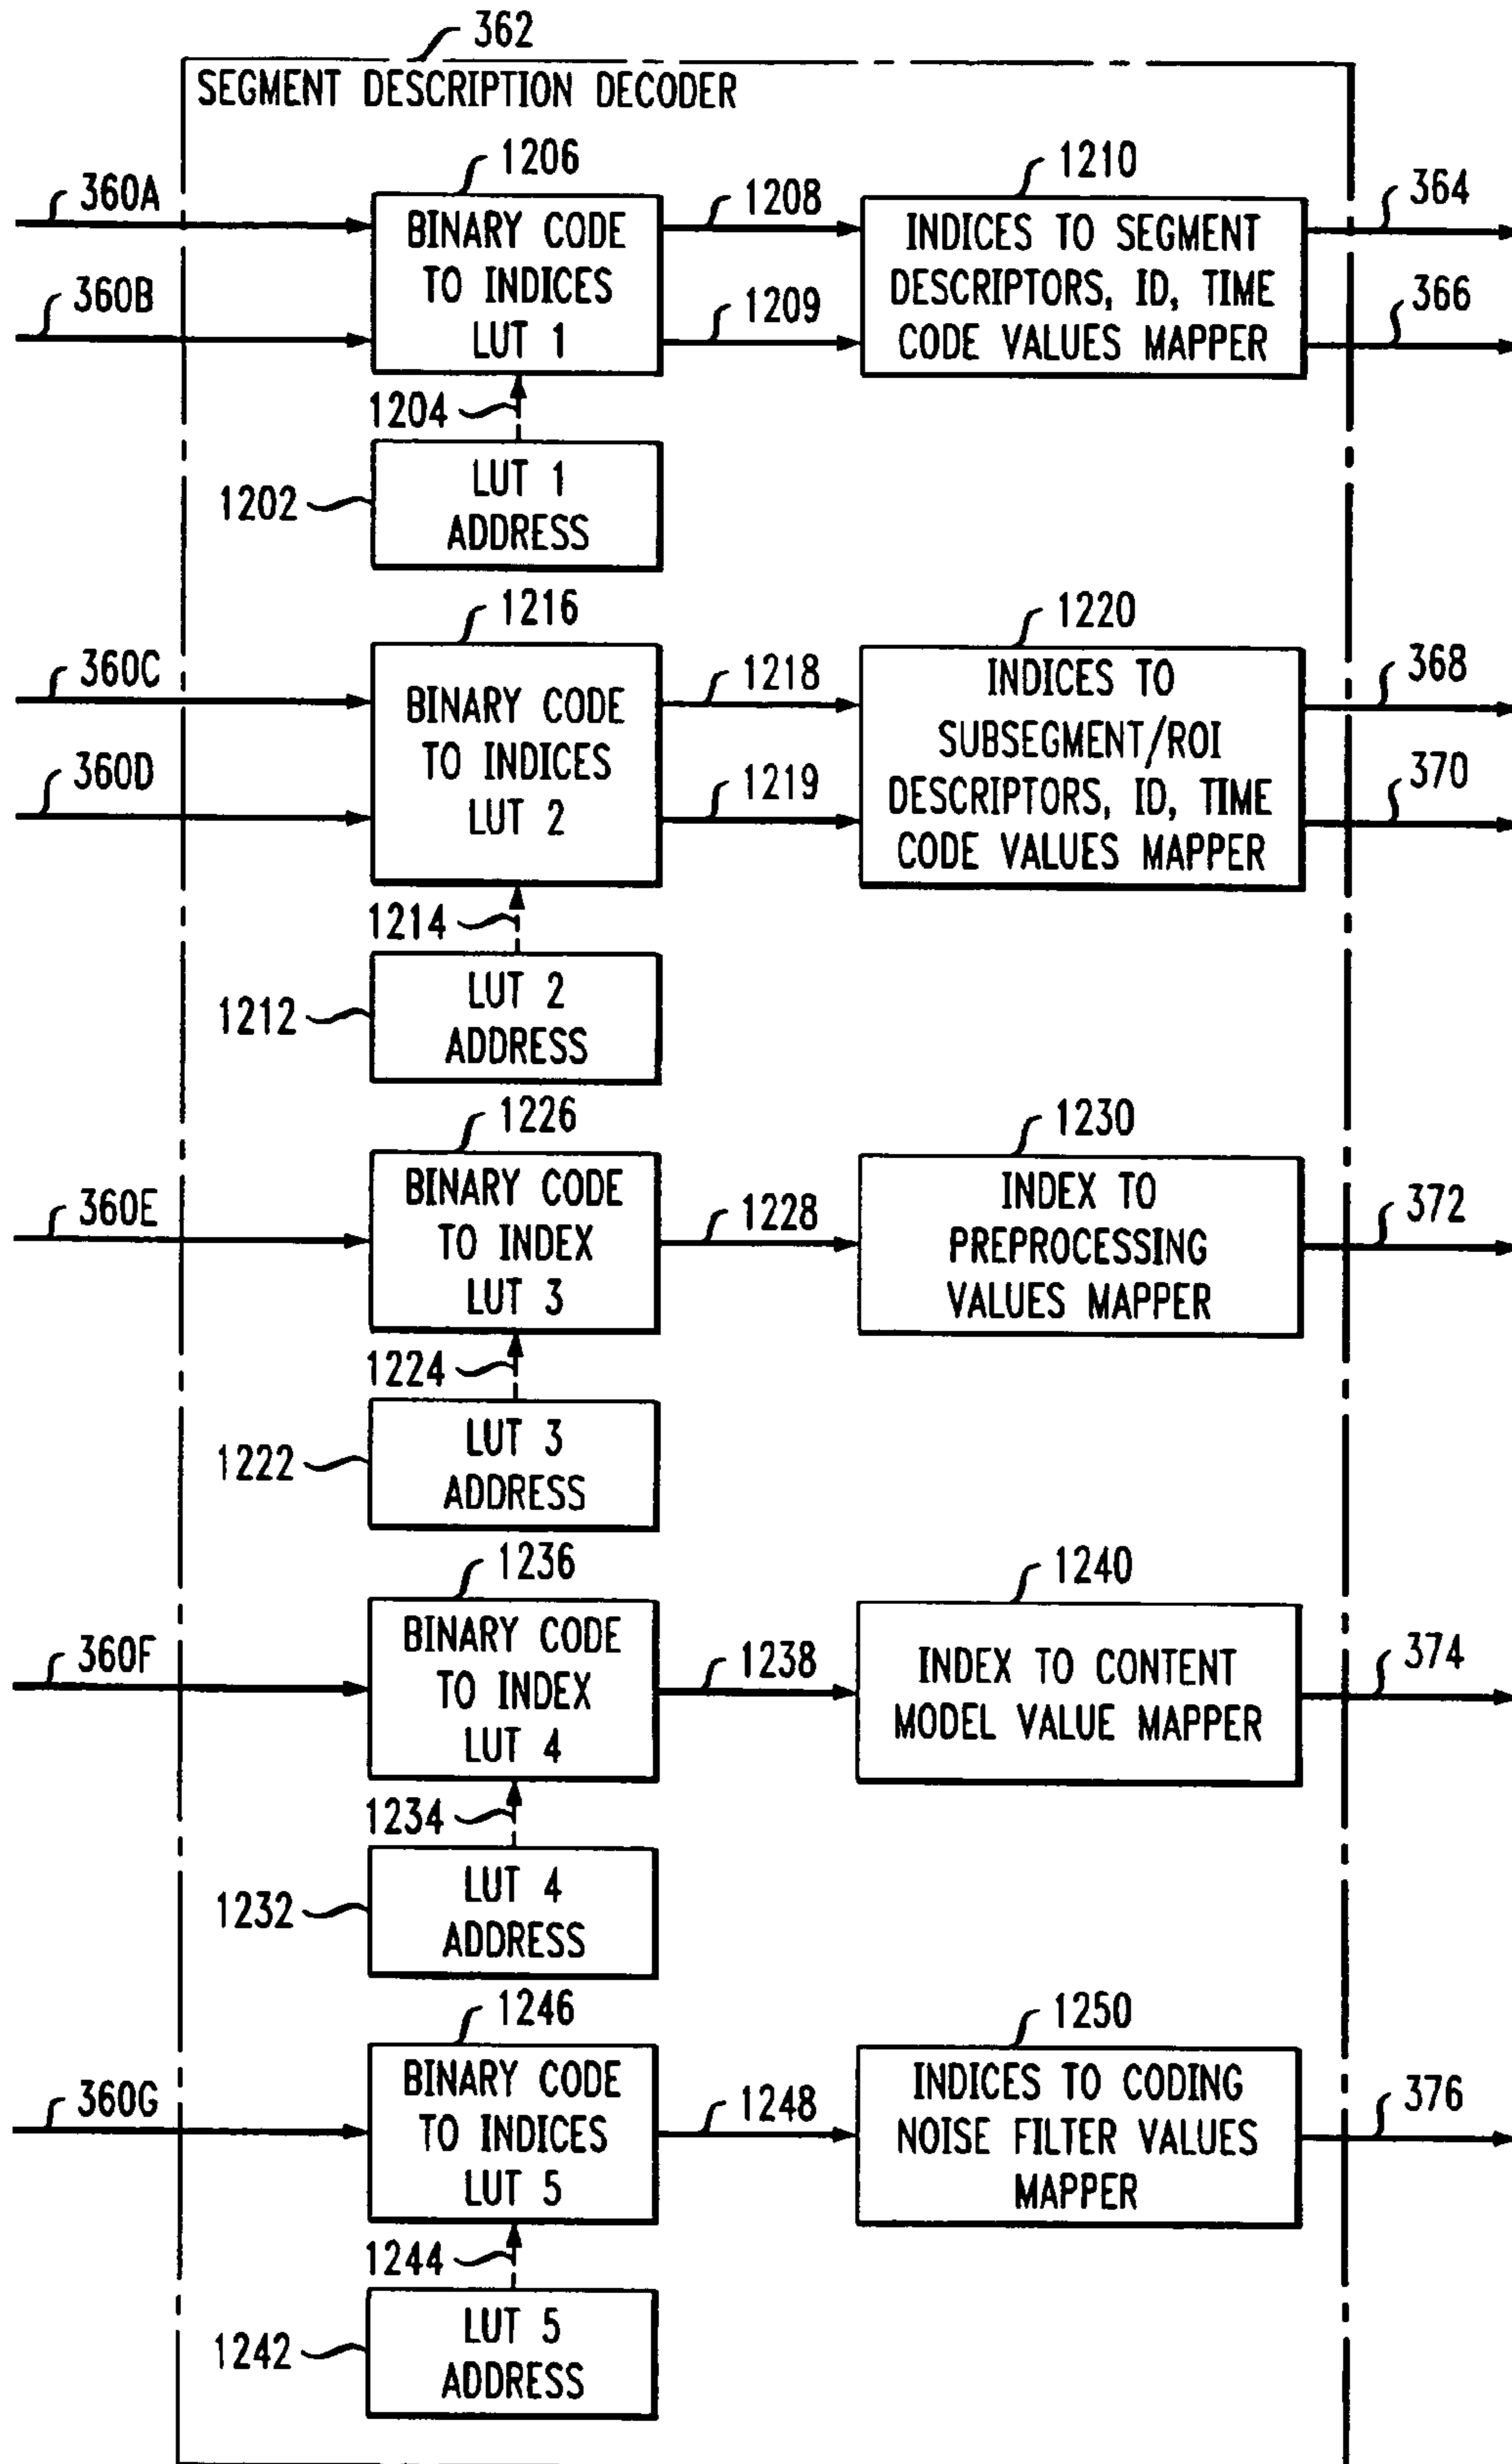 362
SEGMENT DESCRIPTION DECODER
360A
360B
1206
BINARY CODE
TO INDICES
LUT 1
1208
1209
1210
INDICES TO SEGMENT
DESCRIPTORS, ID, TIME
CODE VALUES MAPPER
364
366
1204
1202
LUT 1
ADDRESS
360C
360D
1216
BINARY CODE
TO INDICES
LUT 2
1218
1219
1220
INDICES TO
SUBSEGMENT/ROI
DESCRIPTORS, ID, TIME
CODE VALUES MAPPER
368
370
1214
1212
LUT 2
ADDRESS
360E
1226
BINARY CODE
TO INDEX
LUT 3
1228
1230
INDEX TO
PREPROCESSING
VALUES MAPPER
372
1224
1222
LUT 3
ADDRESS
360F
1236
BINARY CODE
TO INDEX
LUT 4
1238
1240
INDEX TO CONTENT
MODEL VALUE MAPPER
374
1234
1232
LUT 4
ADDRESS
360G
1246
BINARY CODE
TO INDICES
LUT 5
1248
1250
INDICES TO CODING
NOISE FILTER VALUES
MAPPER
376
1244
1242
LUT 5
ADDRESS